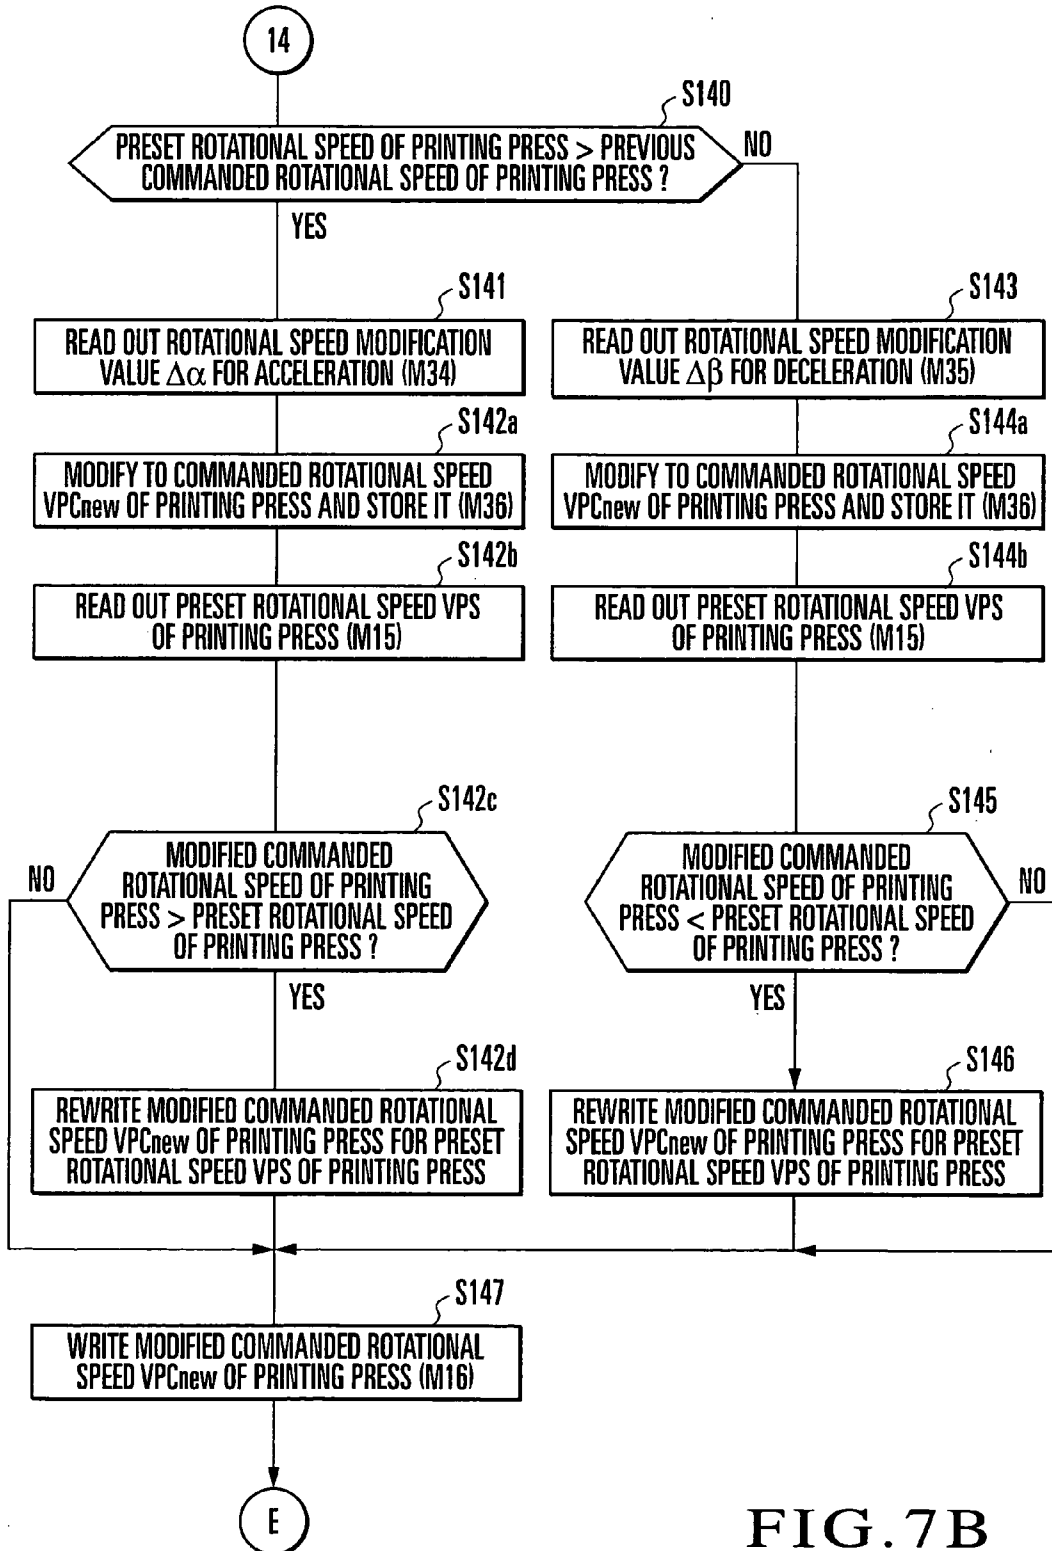 14
S140
PRESET ROTATIONAL SPEED OF PRINTING PRESS > PREVIOUS
COMMANDED ROTATIONAL SPEED OF PRINTING PRESS ?
NO
YES
S141
READ OUT ROTATIONAL SPEED MODIFICATION
VALUE Δα FOR ACCELERATION (M34)
S143
READ OUT ROTATIONAL SPEED MODIFICATION
VALUE Δβ FOR DECELERATION (M35)
S142a
MODIFY TO COMMANDED ROTATIONAL SPEED
VPCnew OF PRINTING PRESS AND STORE IT (M36)
S144a
MODIFY TO COMMANDED ROTATIONAL SPEED
VPCnew OF PRINTING PRESS AND STORE IT (M36)
S142b
READ OUT PRESET ROTATIONAL SPEED VPS
OF PRINTING PRESS (M15)
S144b
READ OUT PRESET ROTATIONAL SPEED VPS
OF PRINTING PRESS (M15)
S142c
NO
MODIFIED COMMANDED
ROTATIONAL SPEED OF PRINTING
PRESS > PRESET ROTATIONAL SPEED
OF PRINTING PRESS ?
YES
S145
MODIFIED COMMANDED
ROTATIONAL SPEED OF PRINTING
PRESS < PRESET ROTATIONAL SPEED
OF PRINTING PRESS ?
NO
YES
S142d
REWRITE MODIFIED COMMANDED ROTATIONAL
SPEED VPCnew OF PRINTING PRESS FOR PRESET
ROTATIONAL SPEED VPS OF PRINTING PRESS
S146
REWRITE MODIFIED COMMANDED ROTATIONAL
SPEED VPCnew OF PRINTING PRESS FOR PRESET
ROTATIONAL SPEED VPS OF PRINTING PRESS
S147
WRITE MODIFIED COMMANDED ROTATIONAL
SPEED VPCnew OF PRINTING PRESS (M16)
E
FIG.7B